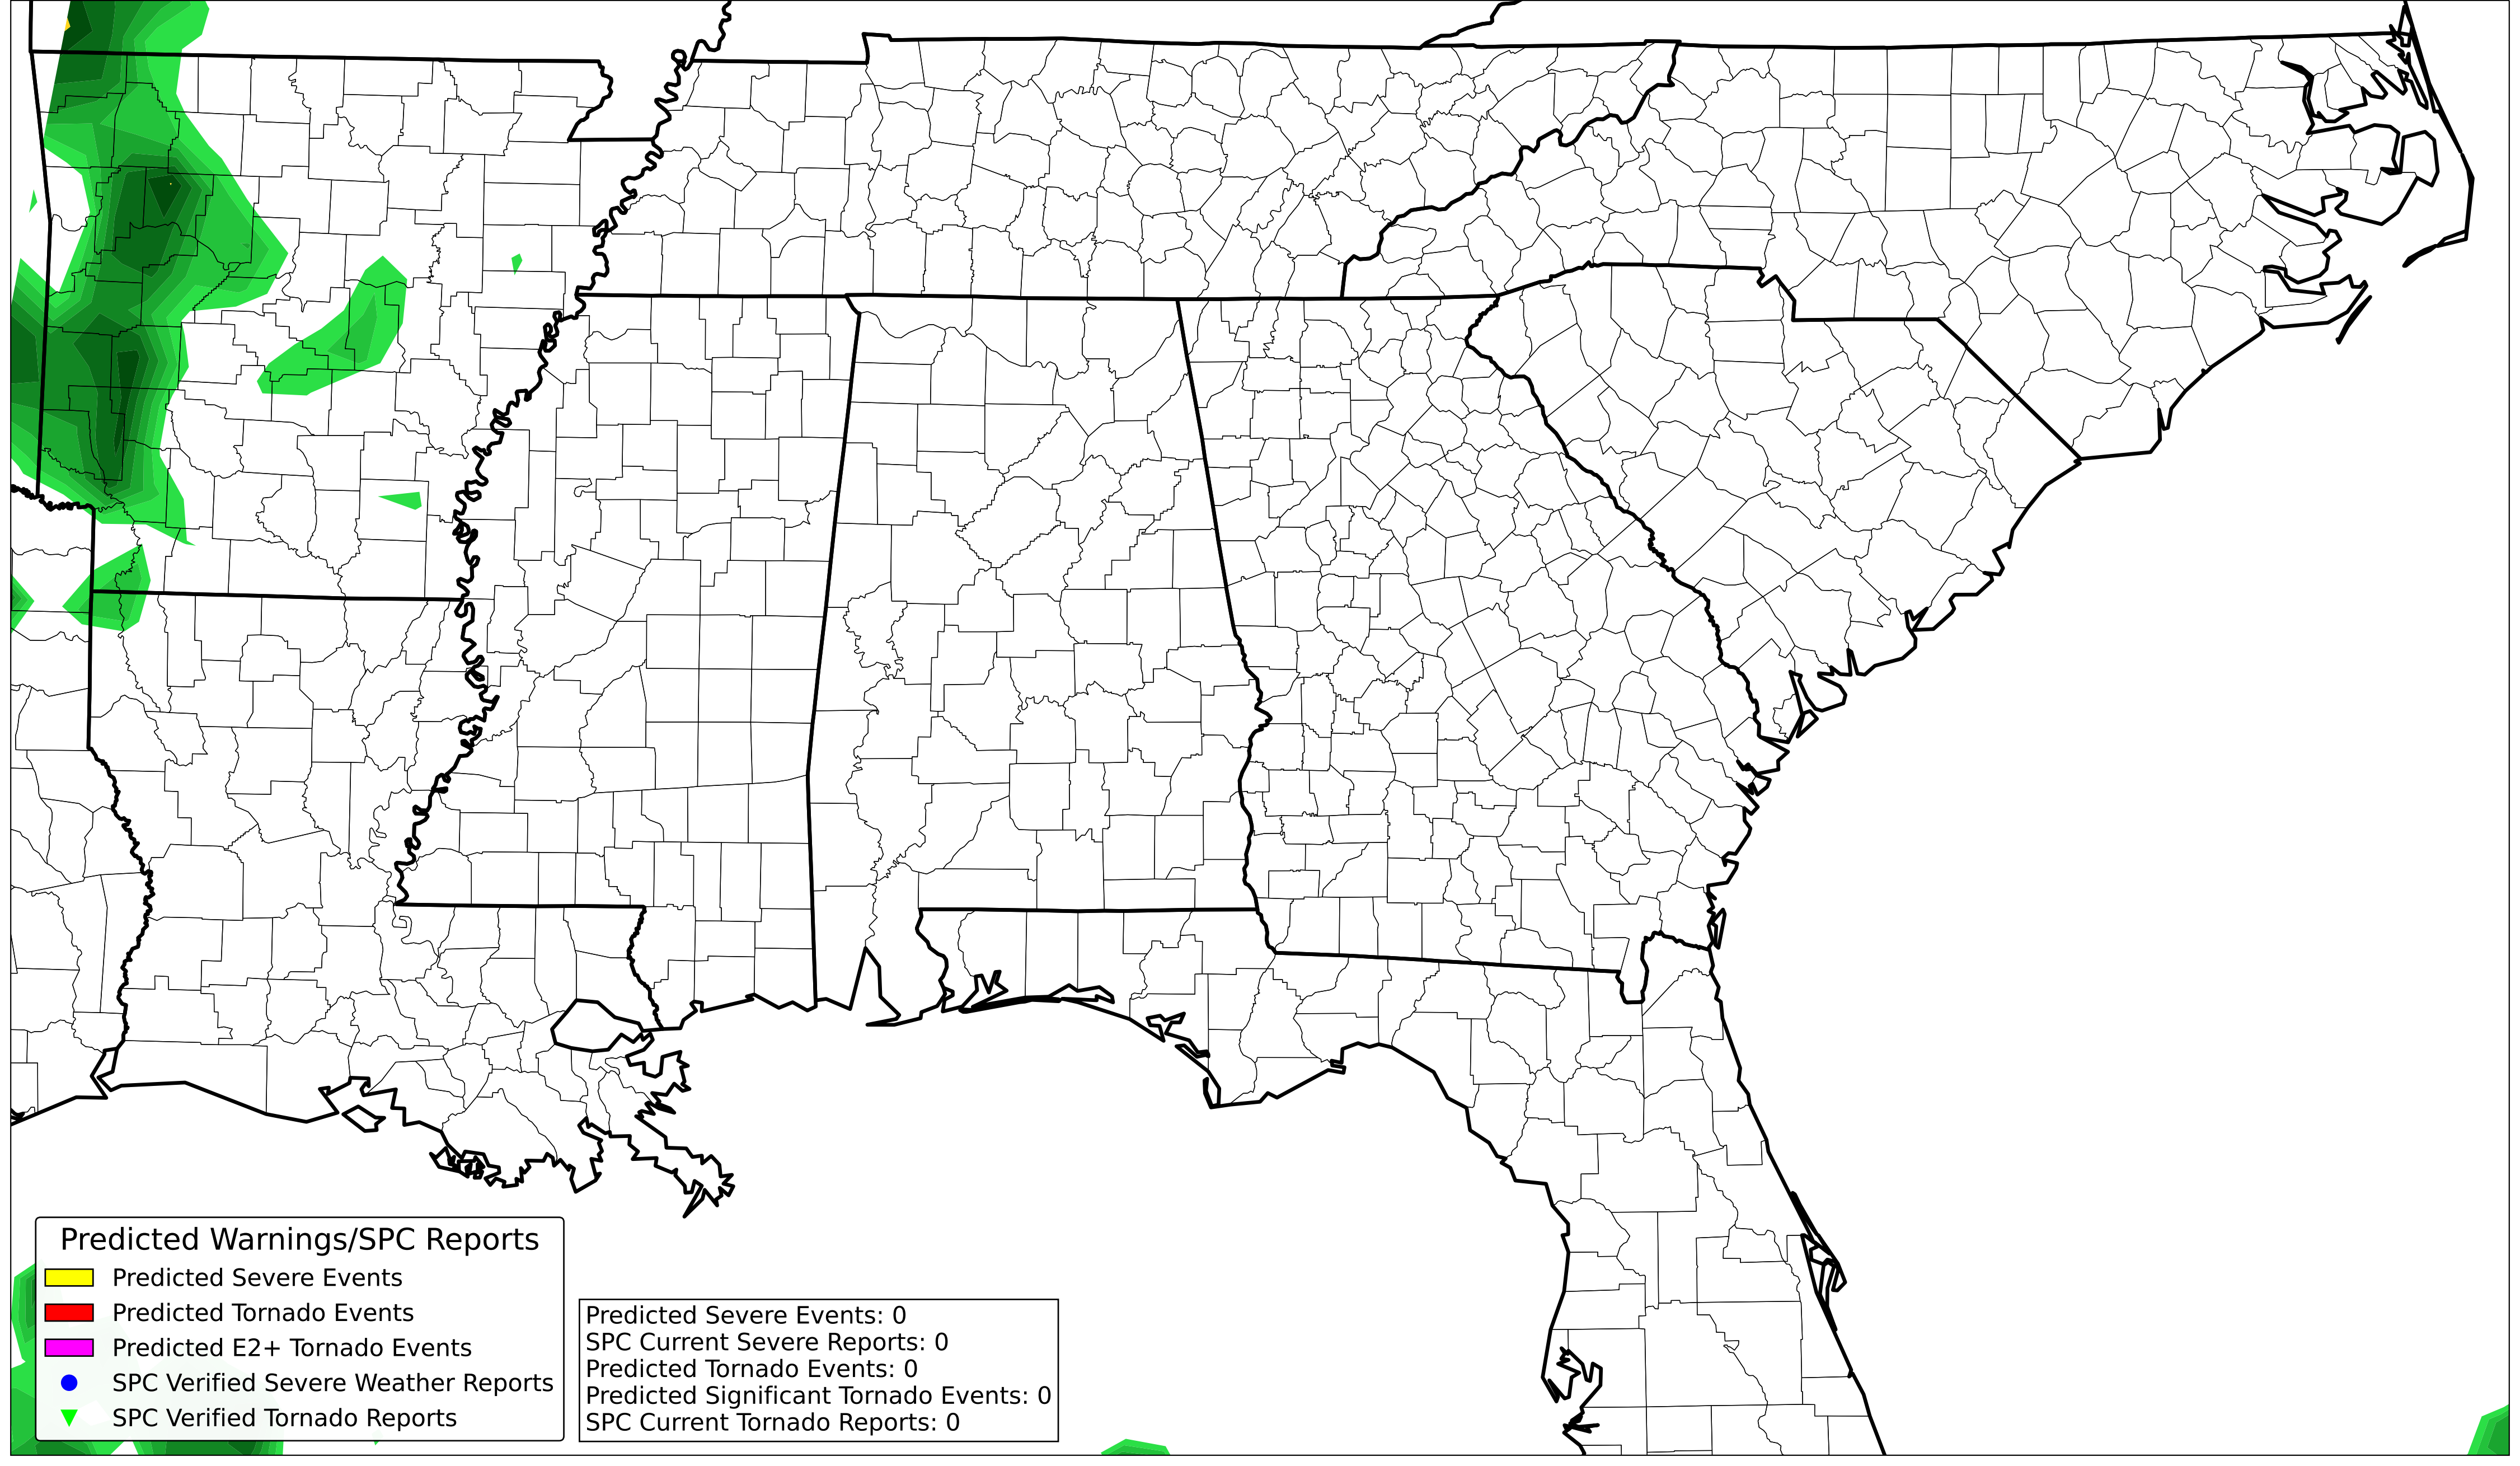 Predicted Warnings/SPC Reports
Predicted Severe Events
Predicted Tornado Events
Predicted E2+ Tornado Events
SPC Verified Severe Weather Reports
SPC Verified Tornado Reports
Predicted Severe Events: 0
SPC Current Severe Reports: 0
Predicted Tornado Events: 0
Predicted Significant Tornado Events: 0
SPC Current Tornado Reports: 0